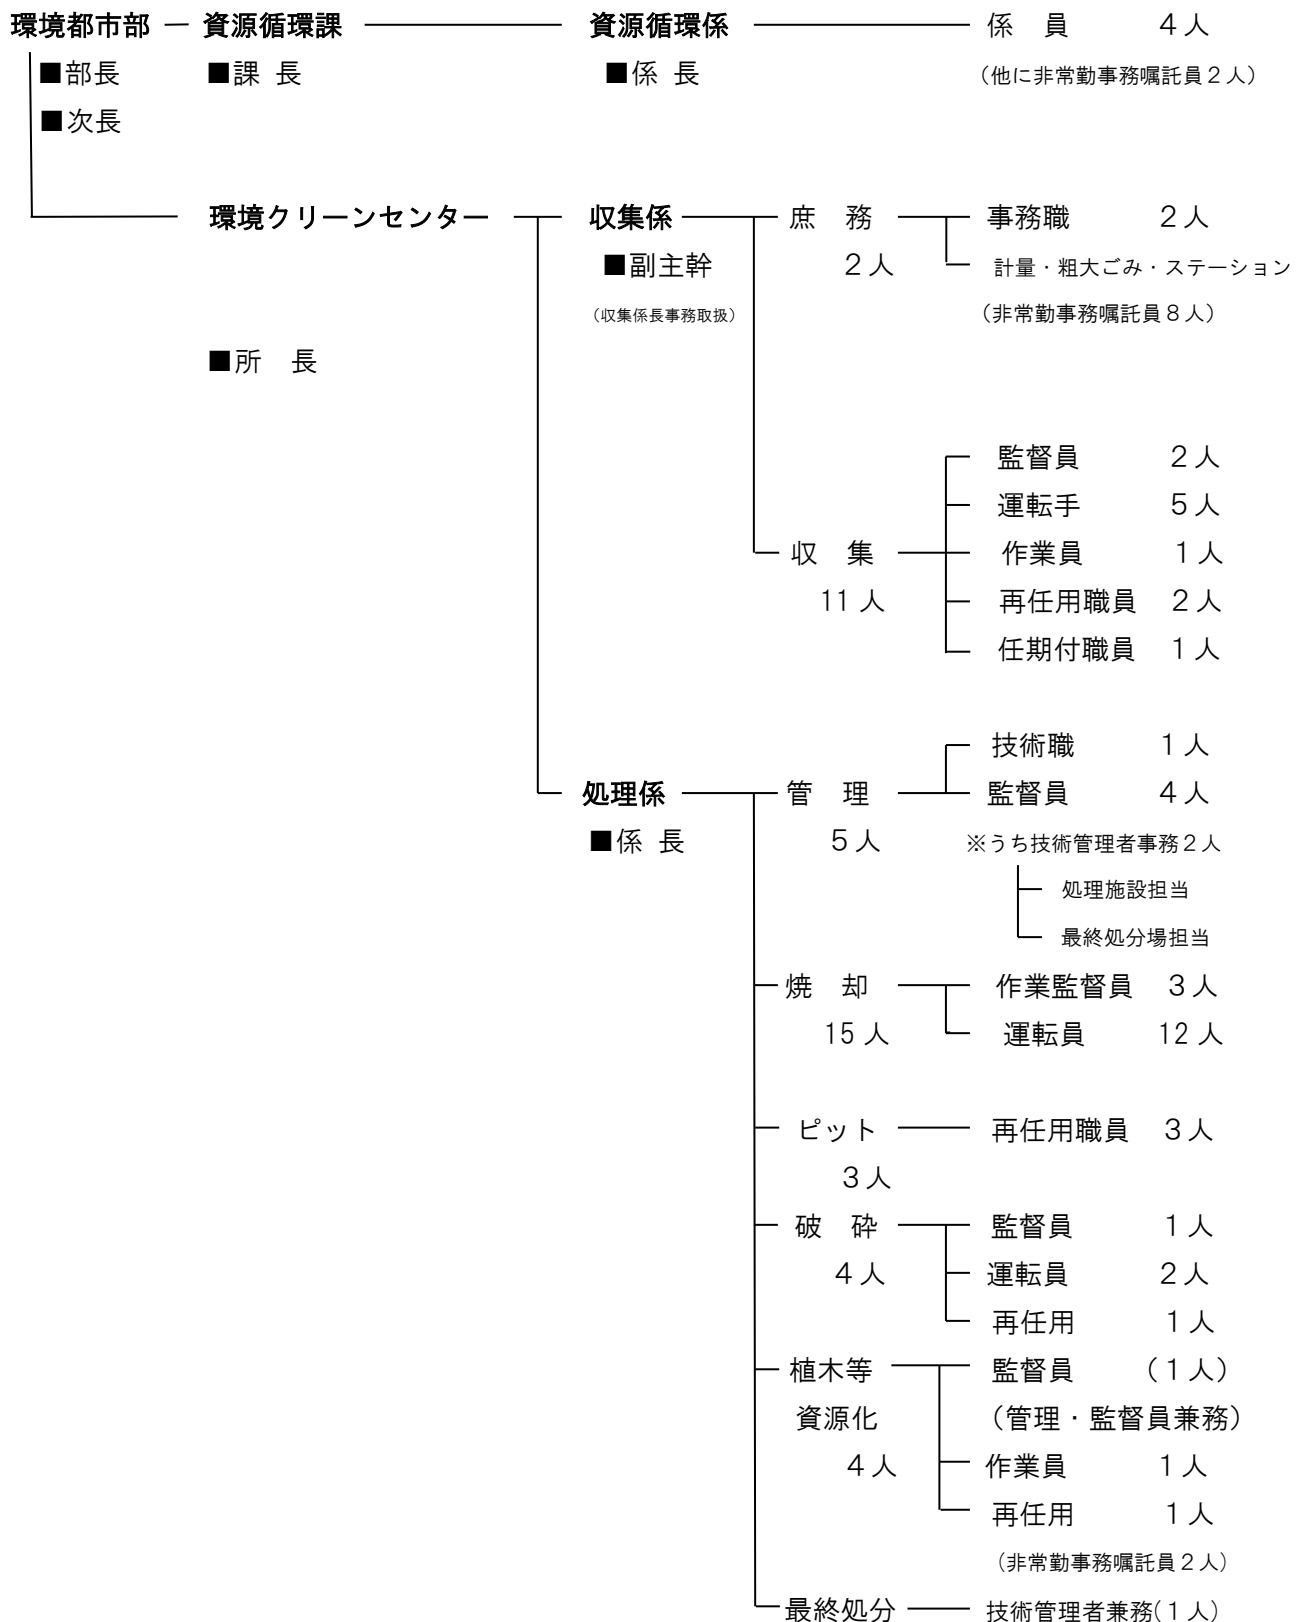 環境都市部 資源循環課 資源循環係 係 員 4人
■部長 ■課 長 ■係 長 (他に非常勤事務嘱託員2人)
■次長
環境クリーンセンター 収集係 庶 務 事務職 2人
■副主幹 2人 計量・粗大ごみ・ステーション
(収集係長事務取扱) (非常勤事務嘱託員8人)
■所 長
監督員 2人
運転手 5人
収 集 作業員 1人
11人 再任用職員 2人
任期付職員 1人
技術職 1人
処理係 管 理 監督員 4人
■係 長 5人 ※うち技術管理者事務2人
処理施設担当
最終処分場担当
焼 却 作業監督員 3人
15人 運転員 12人
ピット 再任用職員 3人
3人
破 砕 監督員 1人
4人 運転員 2人
再任用 1人
植木等 監督員 (1人)
資源化 (管理・監督員兼務)
4人 作業員 1人
再任用 1人
(非常勤事務嘱託員2人)
最終処分 技術管理者兼務(1人)